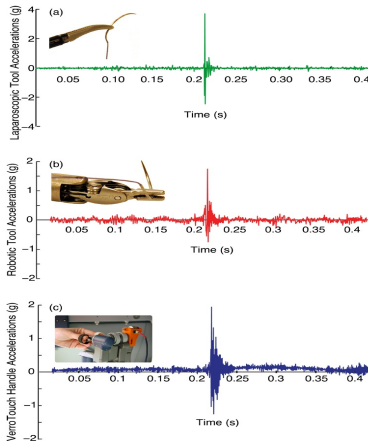 (a)
Laparoscopic Tool Accelerations (g)
4
2
0
−2
−4
0.05 0.10 0.15 0.2 0.25 0.30 0.35 0.4
Time (s)
(b)
Robotic Tool Accelerations (g)
2
1
0
−1
−2
0.05 0.1 0.15 0.2 0.25 0.3 0.35 0.4
Time (s)
(c)
VerroTouch Handle Accelerations (g)
2
1
0
−1
−2
0.05 0.1 0.15 0.2 0.25 0.3 0.35 0.4
Time (s)